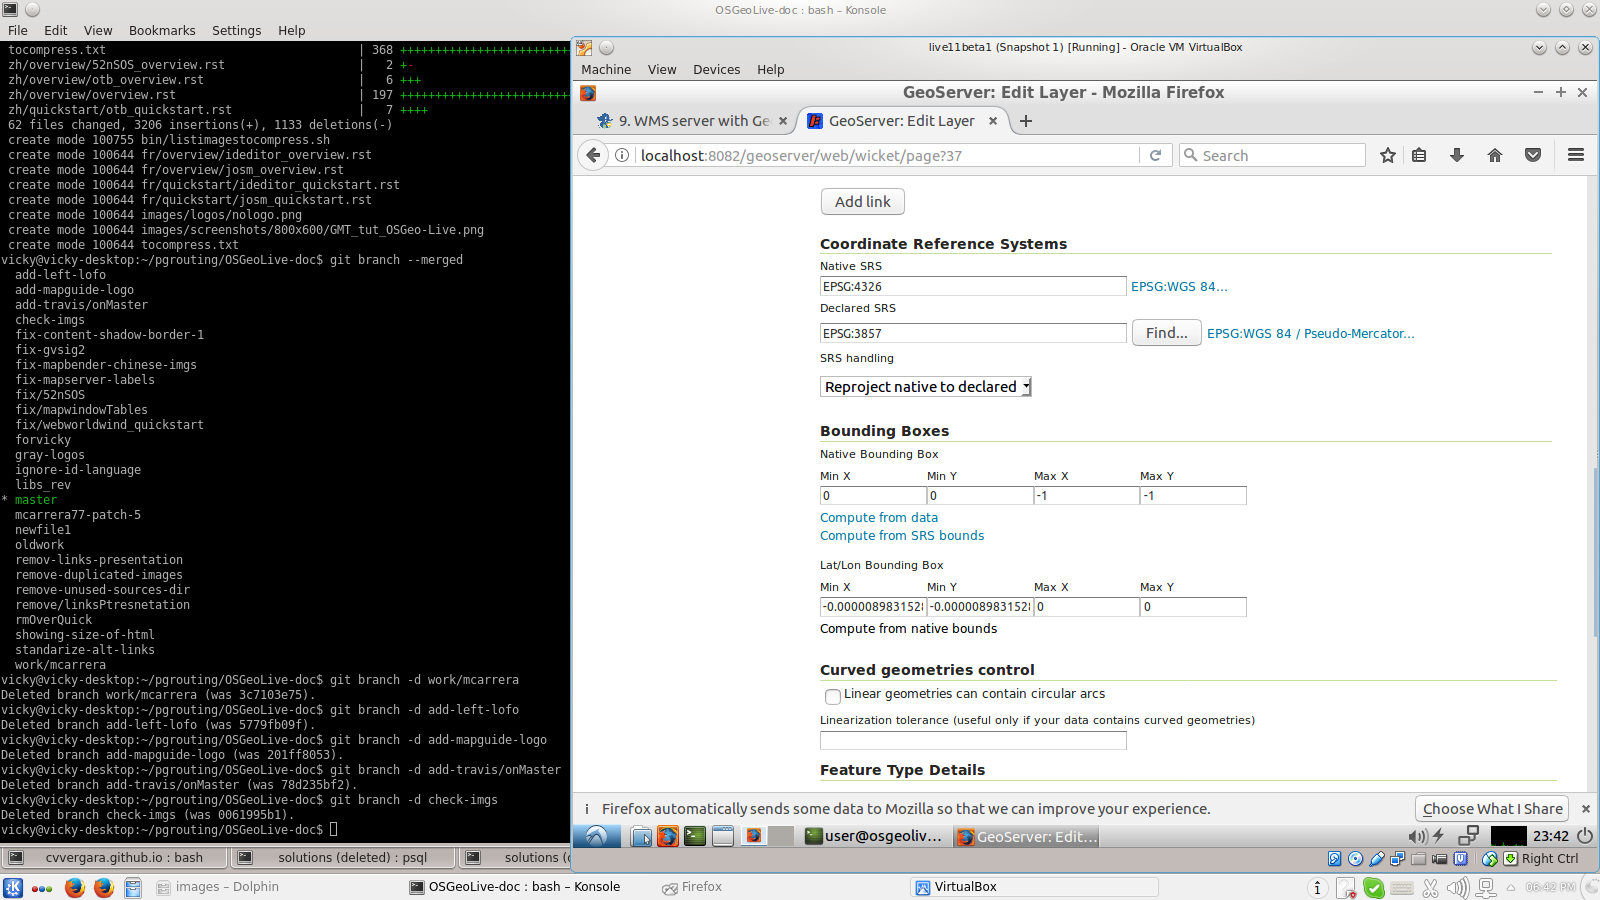 OSGeoLive-doc : bash – Konsole
File Edit View Bookmarks Settings Help
tocompress.txt | 368 ++++++++++++++++++++++++
zh/overview/52nSOS_overview.rst | 2 +-
zh/overview/otb_overview.rst | 6 +++
zh/overview/overview.rst | 197 ++++++++++++++++++++++++
zh/quickstart/otb_quickstart.rst | 7 ++++
62 files changed, 3206 insertions(+), 1133 deletions(-)
create mode 100755 bin/listimagestocompress.sh
create mode 100644 fr/overview/ideditor_overview.rst
create mode 100644 fr/overview/josm_overview.rst
create mode 100644 fr/quickstart/ideditor_quickstart.rst
create mode 100644 fr/quickstart/josm_quickstart.rst
create mode 100644 images/logos/nologo.png
create mode 100644 images/screenshots/800x600/GMT_tut_OSGeo-Live.png
create mode 100644 tocompress.txt
vicky@vicky-desktop:~/pgrouting/OSGeoLive-doc$ git branch --merged
add-left-lofo
add-mapguide-logo
add-travis/onMaster
check-imgs
fix-content-shadow-border-1
fix-gvsig2
fix-mapbender-chinese-imgs
fix-mapserver-labels
fix/52nSOS
fix/mapwindowTables
fix/webworldwind_quickstart
forvicky
gray-logos
ignore-id-language
libs_rev
* master
mcarrera77-patch-5
newfile1
oldwork
remov-links-presentation
remove-duplicated-images
remove-unused-sources-dir
remove/linksPtresnetation
rmOverQuick
showing-size-of-html
standarize-alt-links
work/mcarrera
vicky@vicky-desktop:~/pgrouting/OSGeoLive-doc$ git branch -d work/mcarrera
Deleted branch work/mcarrera (was 3c7103e75).
vicky@vicky-desktop:~/pgrouting/OSGeoLive-doc$ git branch -d add-left-lofo
Deleted branch add-left-lofo (was 5779fb09f).
vicky@vicky-desktop:~/pgrouting/OSGeoLive-doc$ git branch -d add-mapguide-logo
Deleted branch add-mapguide-logo (was 201ff8053).
vicky@vicky-desktop:~/pgrouting/OSGeoLive-doc$ git branch -d add-travis/onMaster
Deleted branch add-travis/onMaster (was 78d235bf2).
vicky@vicky-desktop:~/pgrouting/OSGeoLive-doc$ git branch -d check-imgs
Deleted branch check-imgs (was 0061995b1).
vicky@vicky-desktop:~/pgrouting/OSGeoLive-doc$
live11beta1 (Snapshot 1) [Running] - Oracle VM VirtualBox
Machine View Devices Help
GeoServer: Edit Layer - Mozilla Firefox
9. WMS server with Ge
GeoServer: Edit Layer
localhost:8082/geoserver/web/wicket/page?37
Search
Add link
Coordinate Reference Systems
Native SRS
EPSG:4326 EPSG:WGS 84...
Declared SRS
EPSG:3857 Find... EPSG:WGS 84 / Pseudo-Mercator...
SRS handling
Reproject native to declared
Bounding Boxes
Native Bounding Box
Min X Min Y Max X Max Y
0 0 -1 -1
Compute from data
Compute from SRS bounds
Lat/Lon Bounding Box
Min X Min Y Max X Max Y
-0.000008983152 -0.000008983152 0 0
Compute from native bounds
Curved geometries control
Linear geometries can contain circular arcs
Linearization tolerance (useful only if your data contains curved geometries)
Feature Type Details
Firefox automatically sends some data to Mozilla so that we can improve your experience.
Choose What I Share
user@osgeoliv...
GeoServer: Edit...
23:42
Right Ctrl
cvvergara.github.io : bash
solutions (deleted) : psql
solutions (
images – Dolphin
OSGeoLive-doc : bash – Konsole
Firefox
VirtualBox
06:42 PM